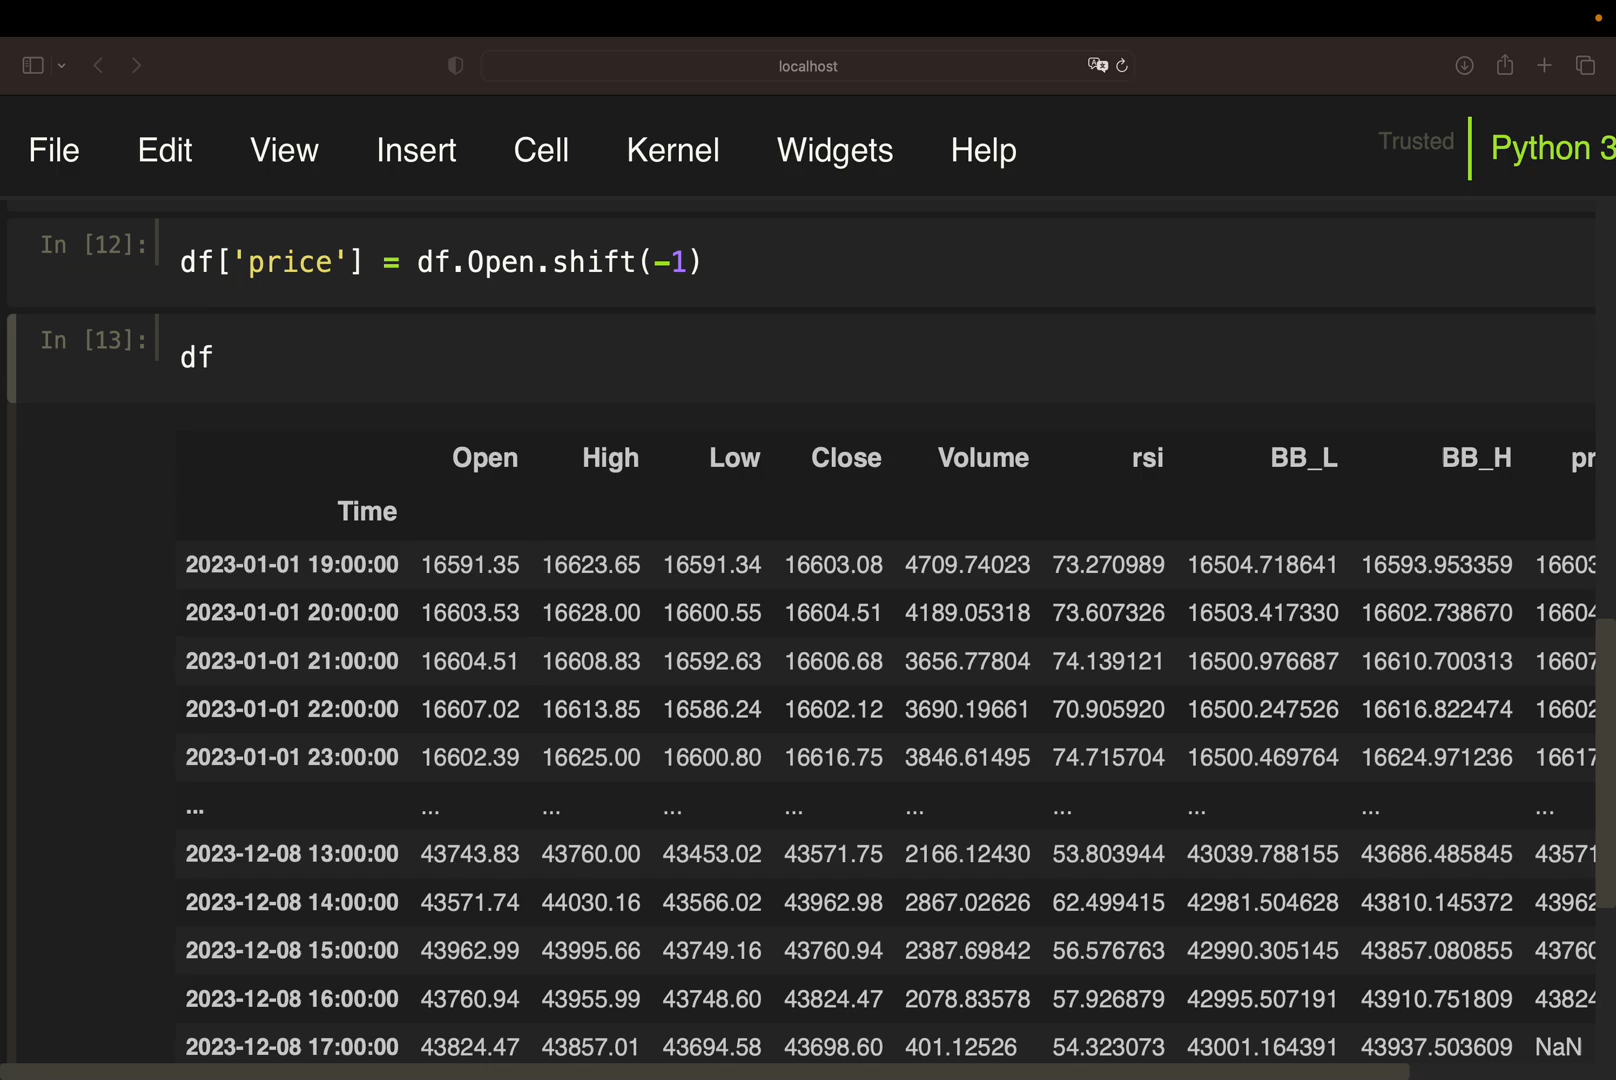 localhost
File Edit View Insert Cell Kernel Widgets Help Trusted Python 3
In [12]: df['price'] = df.Open.shift(-1)
In [13]: df
Open High Low Close Volume rsi BB_L BB_H pr
Time
2023-01-01 19:00:00 16591.35 16623.65 16591.34 16603.08 4709.74023 73.270989 16504.718641 16593.953359 16603
2023-01-01 20:00:00 16603.53 16628.00 16600.55 16604.51 4189.05318 73.607326 16503.417330 16602.738670 16604
2023-01-01 21:00:00 16604.51 16608.83 16592.63 16606.68 3656.77804 74.139121 16500.976687 16610.700313 16607
2023-01-01 22:00:00 16607.02 16613.85 16586.24 16602.12 3690.19661 70.905920 16500.247526 16616.822474 16602
2023-01-01 23:00:00 16602.39 16625.00 16600.80 16616.75 3846.61495 74.715704 16500.469764 16624.971236 16617
... ... ... ... ... ... ... ... ... ...
2023-12-08 13:00:00 43743.83 43760.00 43453.02 43571.75 2166.12430 53.803944 43039.788155 43686.485845 43571
2023-12-08 14:00:00 43571.74 44030.16 43566.02 43962.98 2867.02626 62.499415 42981.504628 43810.145372 43962
2023-12-08 15:00:00 43962.99 43995.66 43749.16 43760.94 2387.69842 56.576763 42990.305145 43857.080855 43760
2023-12-08 16:00:00 43760.94 43955.99 43748.60 43824.47 2078.83578 57.926879 42995.507191 43910.751809 43824
2023-12-08 17:00:00 43824.47 43857.01 43694.58 43698.60 401.12526 54.323073 43001.164391 43937.503609 NaN